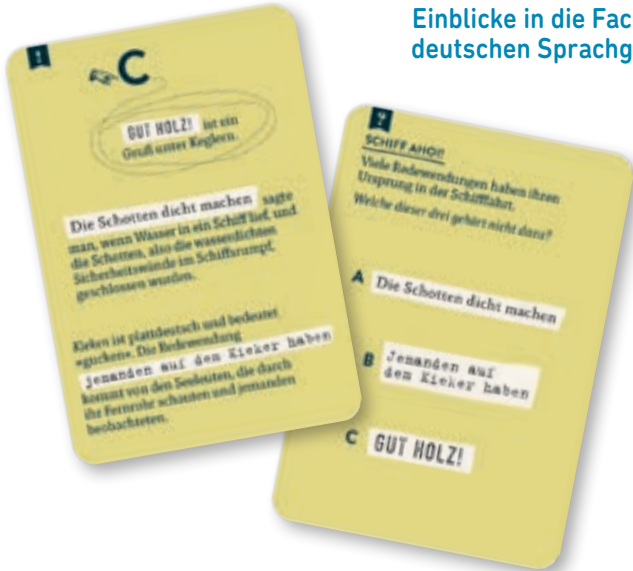 Einblicke in die Fac
deutschen Sprachg
!
C
GUT HOLZ! ist ein
Gruß unter Keglern.
Die Schotten dicht machen sagte
man, wenn Wasser in ein Schiff lief, und
die Schotten, also die wasserdichten
Sicherheitswände im Schiffsrumpf,
geschlossen wurden.
Kieken ist plattdeutsch und bedeutet
»gucken«. Die Redewendung
jemanden auf dem Kieker haben
kommt von den Seeleuten, die durch
ihr Fernrohr schauten und jemanden
beobachteten.
?
SCHIFF AHOI!
Viele Redewendungen haben ihren
Ursprung in der Schifffahrt.
Welche dieser drei gehört nicht dazu?
A Die Schotten dicht machen
B Jemanden auf
dem Kieker haben
C GUT HOLZ!